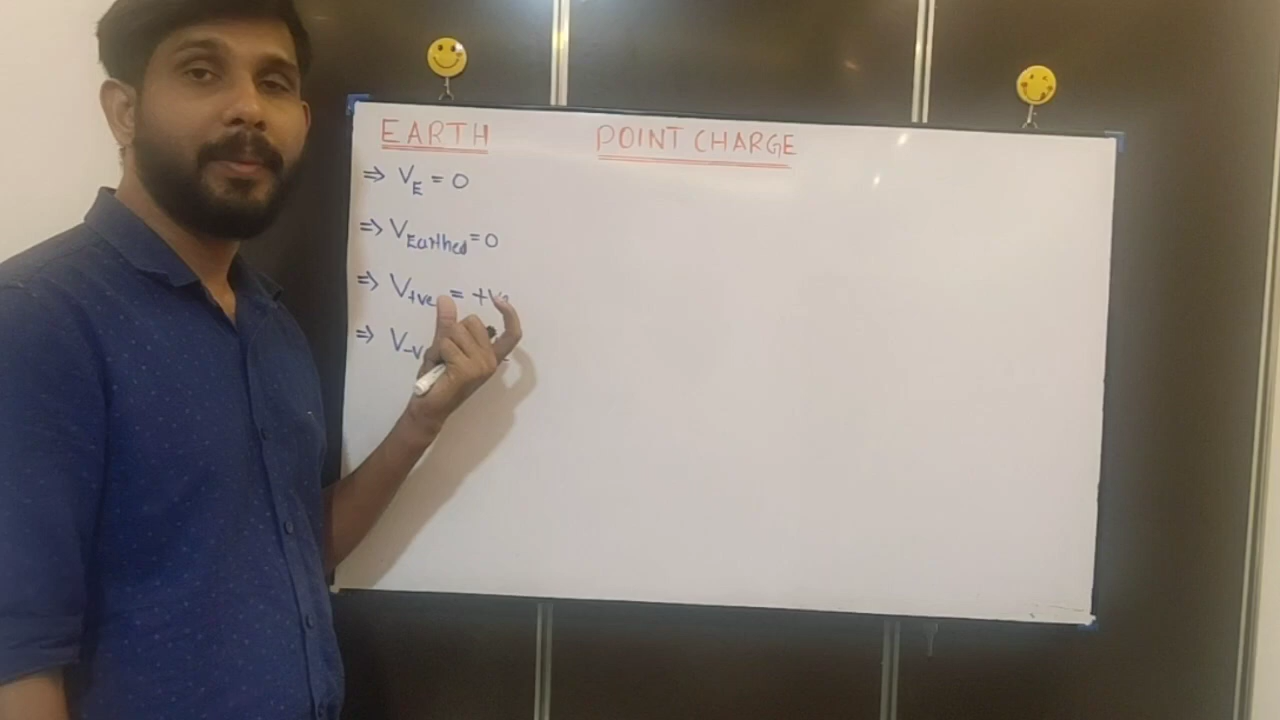 EARTH
POINT CHARGE
⇒ V_E = 0
⇒ V_Earthed = 0
⇒ V_+ve = +V
⇒ V_-v